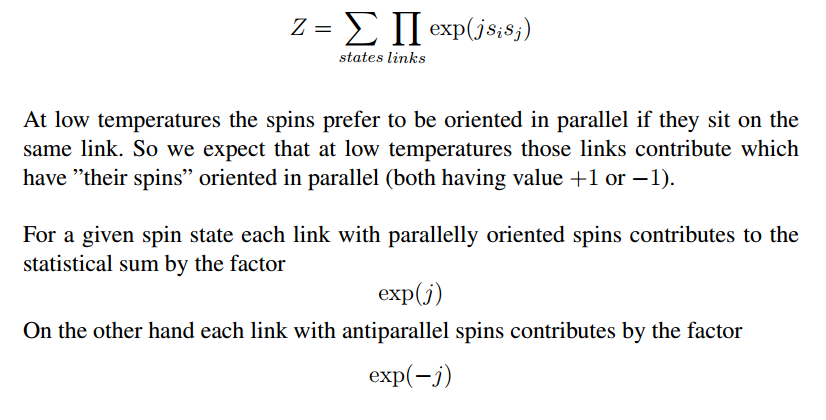 Z = ∑ ∏ exp(js_i s_j)
states links
At low temperatures the spins prefer to be oriented in parallel if they sit on the
same link. So we expect that at low temperatures those links contribute which
have ”their spins” oriented in parallel (both having value +1 or −1).
For a given spin state each link with parallelly oriented spins contributes to the
statistical sum by the factor
exp(j)
On the other hand each link with antiparallel spins contributes by the factor
exp(−j)